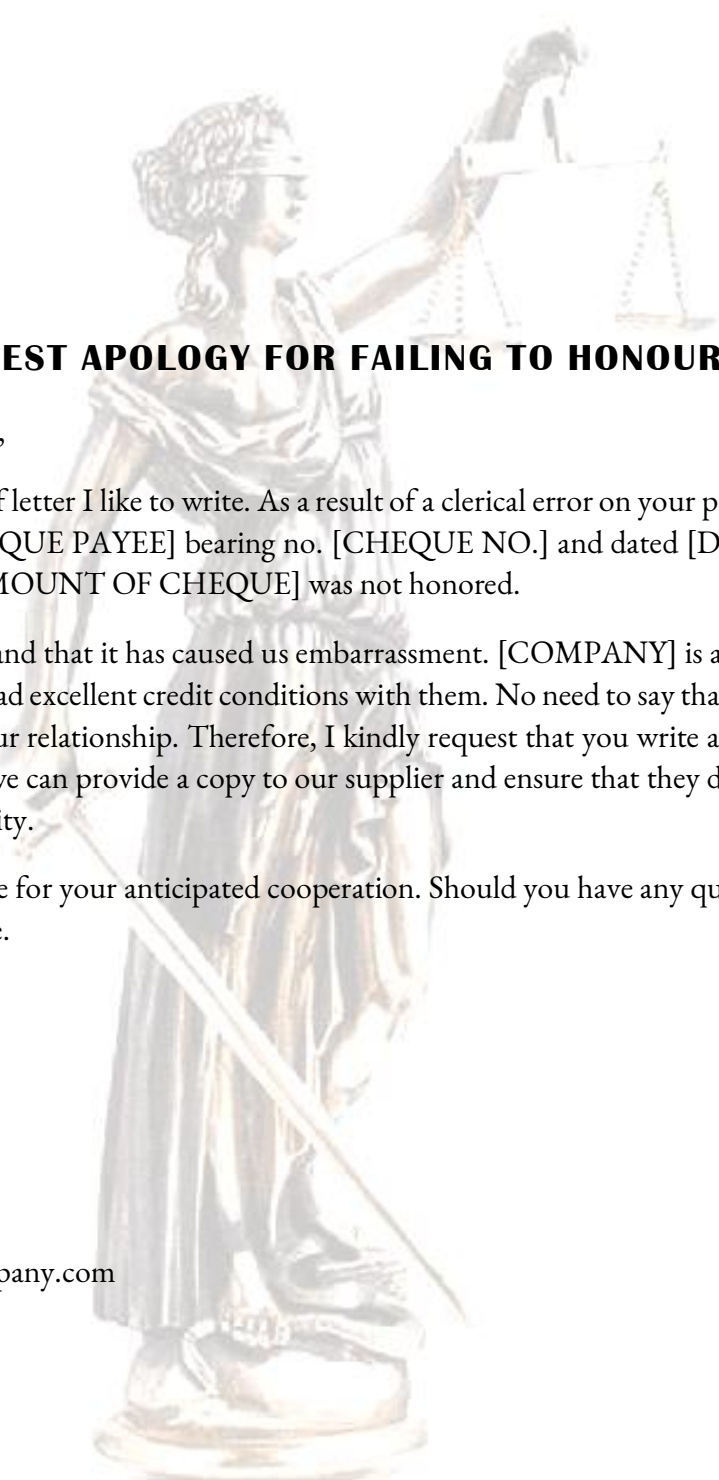 EST APOLOGY FOR FAILING TO HONOUR
,
f letter I like to write. As a result of a clerical error on your p
QUE PAYEE] bearing no. [CHEQUE NO.] and dated [D
MOUNT OF CHEQUE] was not honored.
and that it has caused us embarrassment. [COMPANY] is a
ad excellent credit conditions with them. No need to say tha
ur relationship. Therefore, I kindly request that you write a
we can provide a copy to our supplier and ensure that they d
ity.
e for your anticipated cooperation. Should you have any qu
e.
pany.com